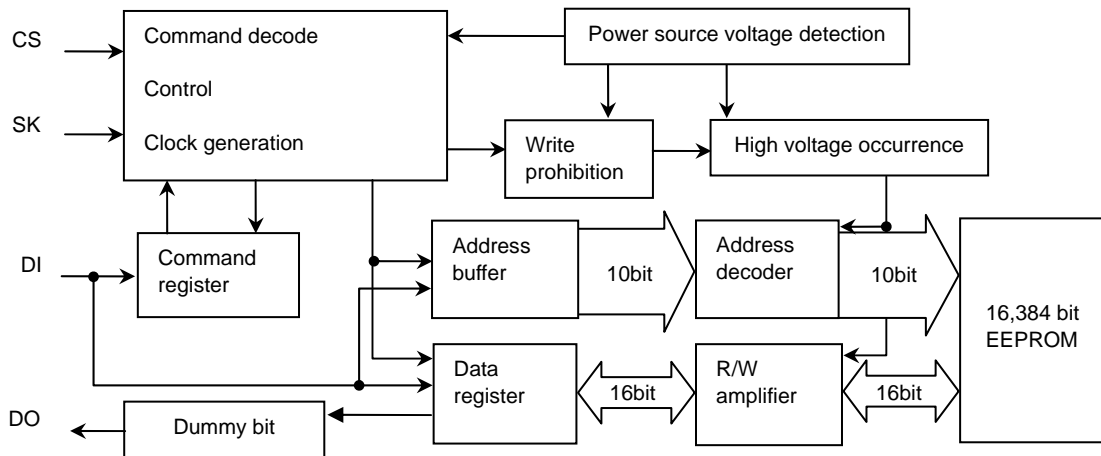 CS
Command decode
Power source voltage detection
Control
SK
Clock generation
Write
prohibition
High voltage occurrence
DI
Command
register
Address
buffer
10bit
Address
decoder
10bit
16,384 bit
EEPROM
Data
register
16bit
R/W
amplifier
16bit
DO
Dummy bit